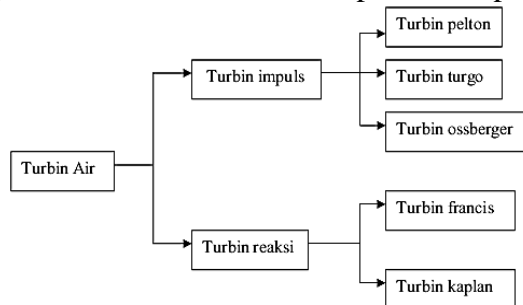 Turbin pelton
Turbin impuls
Turbin turgo
Turbin ossberger
Turbin Air
Turbin francis
Turbin reaksi
Turbin kaplan